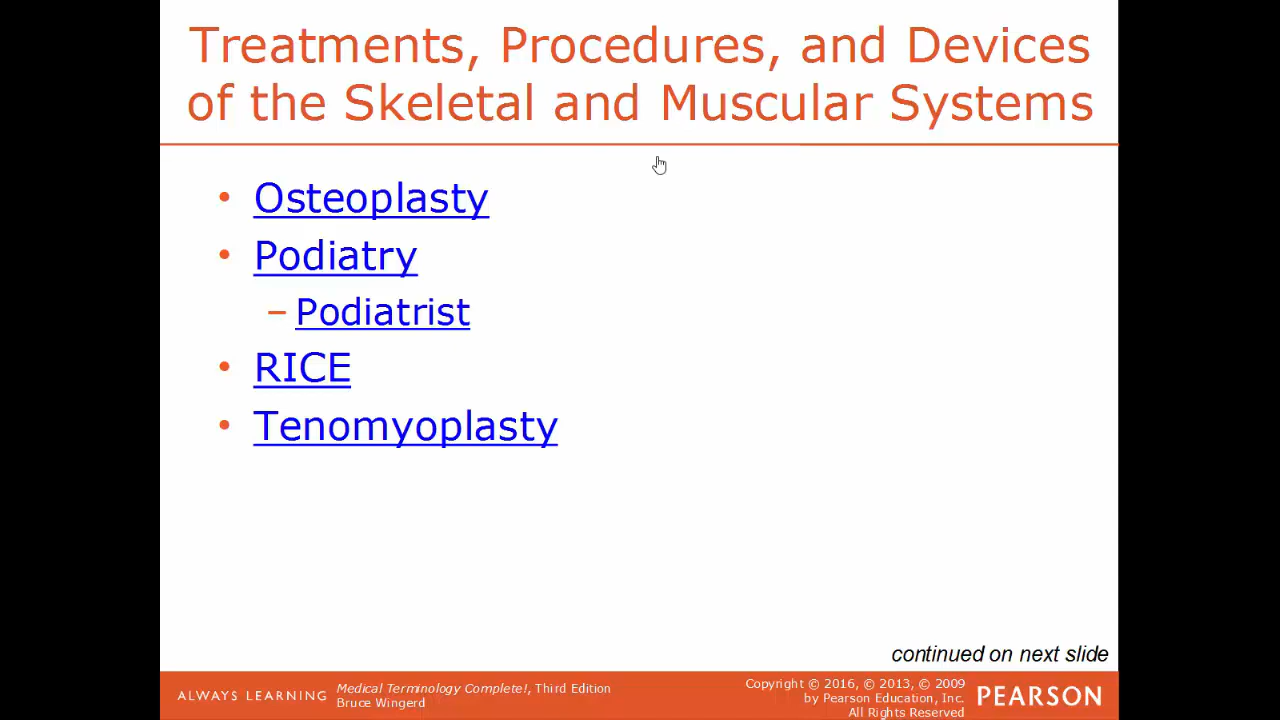 Treatments, Procedures, and Devices
of the Skeletal and Muscular Systems
• Osteoplasty
• Podiatry
– Podiatrist
• RICE
• Tenomyoplasty
continued on next slide
ALWAYS LEARNING
Medical Terminology Complete!, Third Edition
Bruce Wingerd
Copyright © 2016, © 2013, © 2009
by Pearson Education, Inc.
All Rights Reserved
PEARSON